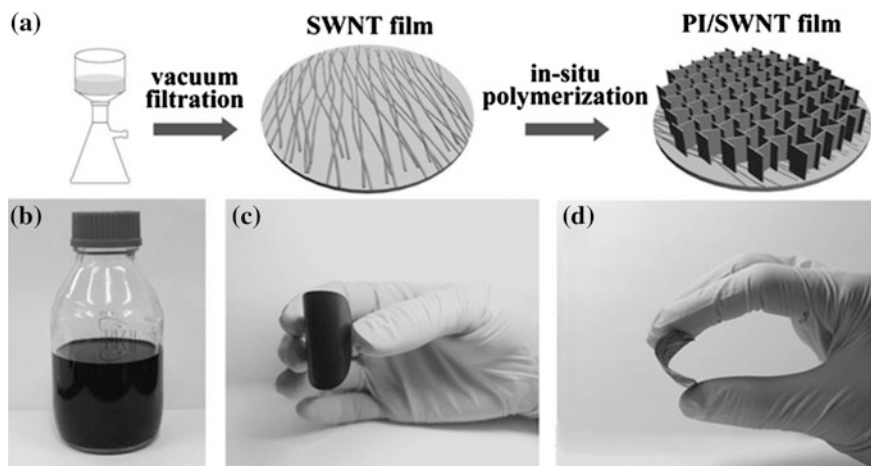 (a)
vacuum
filtration
SWNT film
in-situ
polymerization
PI/SWNT film
(b)
(c)
(d)